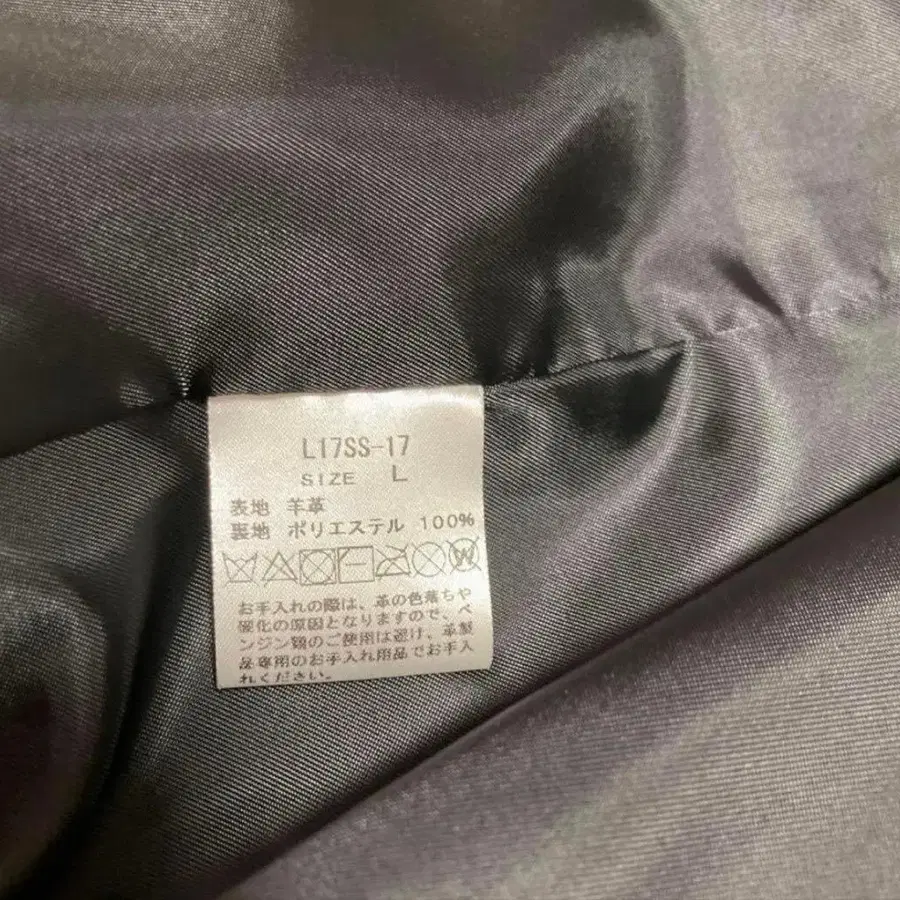 L17SS-17
SIZE L
表地 羊革
裏地 ポリエステル 100%
お手入れの際は、革の色落ちや
硬化の原因となりますので、ベ
ンジン類のご使用は避け、革製
品専用のお手入れ用品でお手入
れください。